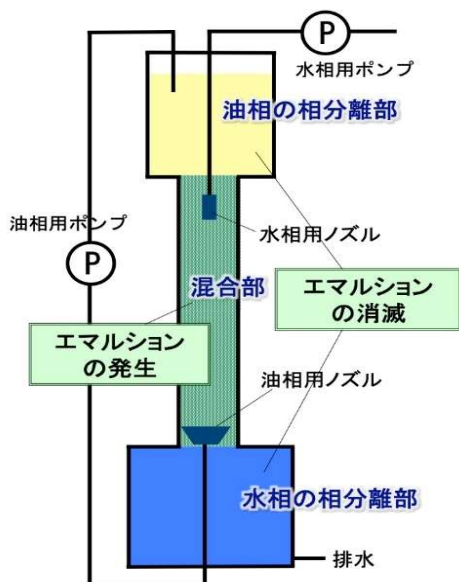 P
水相用ポンプ
油相の相分離部
油相用ポンプ
P
水相用ノズル
混合部
エマルション
の消滅
エマルション
の発生
油相用ノズル
水相の相分離部
排水